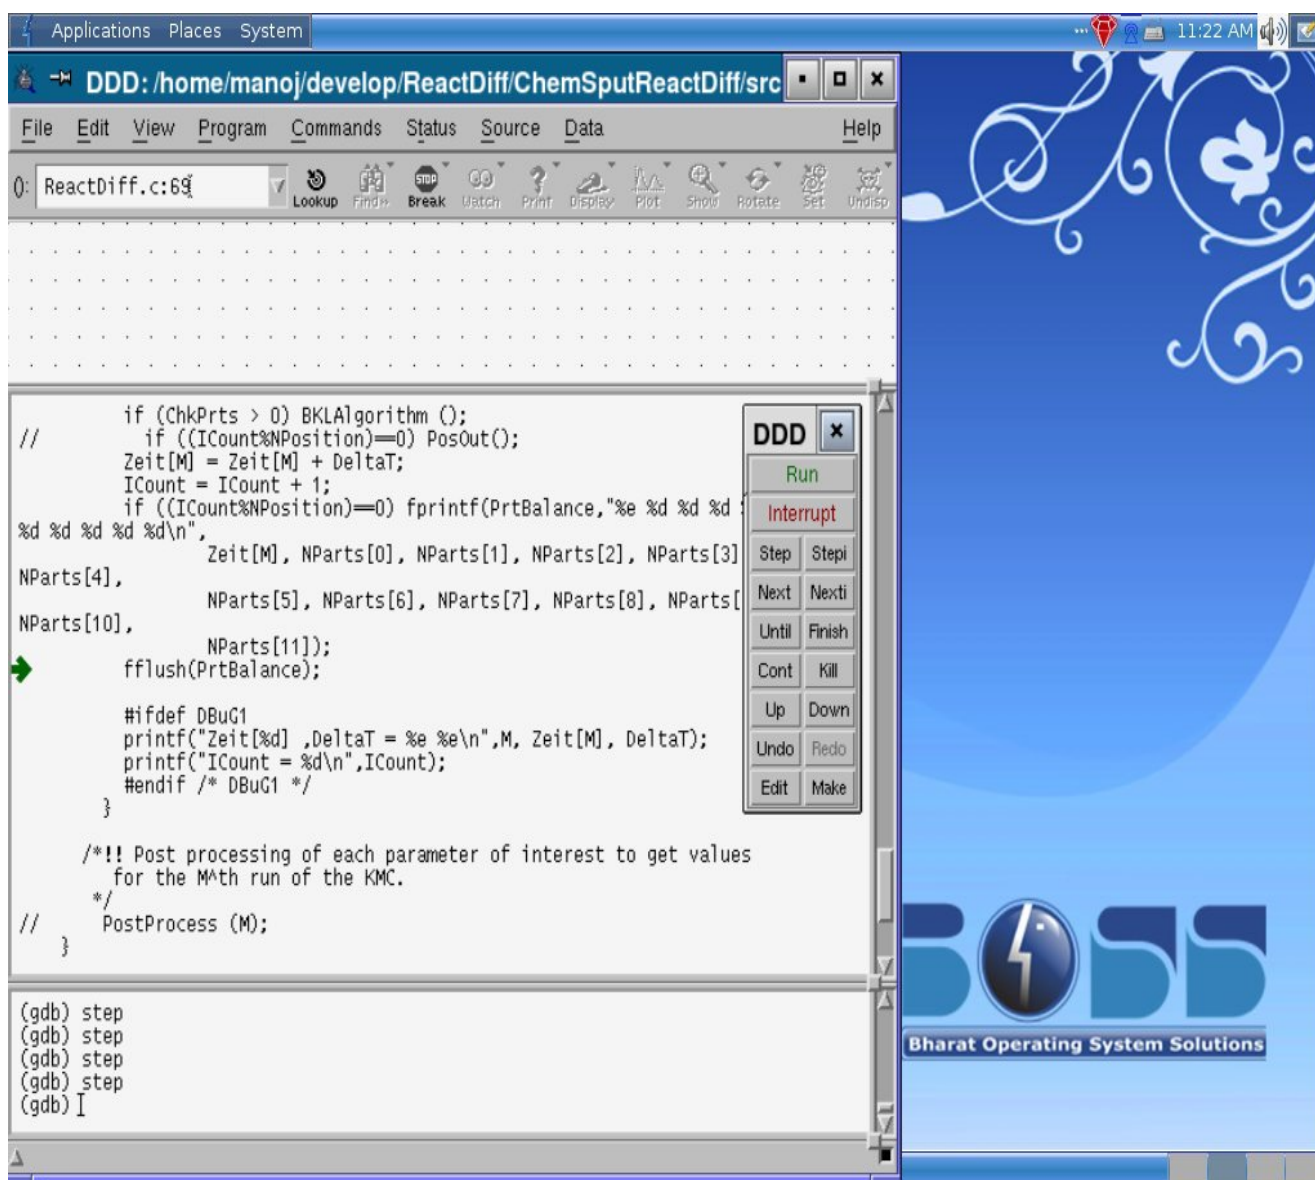 Applications Places System
11:22 AM
DDD: /home/manoj/develop/ReactDiff/ChemSputReactDiff/src
File Edit View Program Commands Status Source Data Help
(): ReactDiff.c:69
Lookup Find» Break Watch Print Display Plot Show Rotate Set Undisp
if (ChkPrts > 0) BKLAlgorithm ();
// if ((ICount%NPosition)==0) PosOut();
Zeit[M] = Zeit[M] + DeltaT;
ICount = ICount + 1;
if ((ICount%NPosition)==0) fprintf(PrtBalance,"%e %d %d %d
%d %d %d %d %d\n",
Zeit[M], NParts[0], NParts[1], NParts[2], NParts[3]
NParts[4],
NParts[5], NParts[6], NParts[7], NParts[8], NParts[
NParts[10],
NParts[11]);
fflush(PrtBalance);
#ifdef DBuG1
printf("Zeit[%d] ,DeltaT = %e %e\n",M, Zeit[M], DeltaT);
printf("ICount = %d\n",ICount);
#endif /* DBuG1 */
}
/*!! Post processing of each parameter of interest to get values
for the M^th run of the KMC.
*/
// PostProcess (M);
}
DDD
Run
Interrupt
Step Stepi
Next Nexti
Until Finish
Cont Kill
Up Down
Undo Redo
Edit Make
(gdb) step
(gdb) step
(gdb) step
(gdb) step
(gdb)
BOSS
Bharat Operating System Solutions